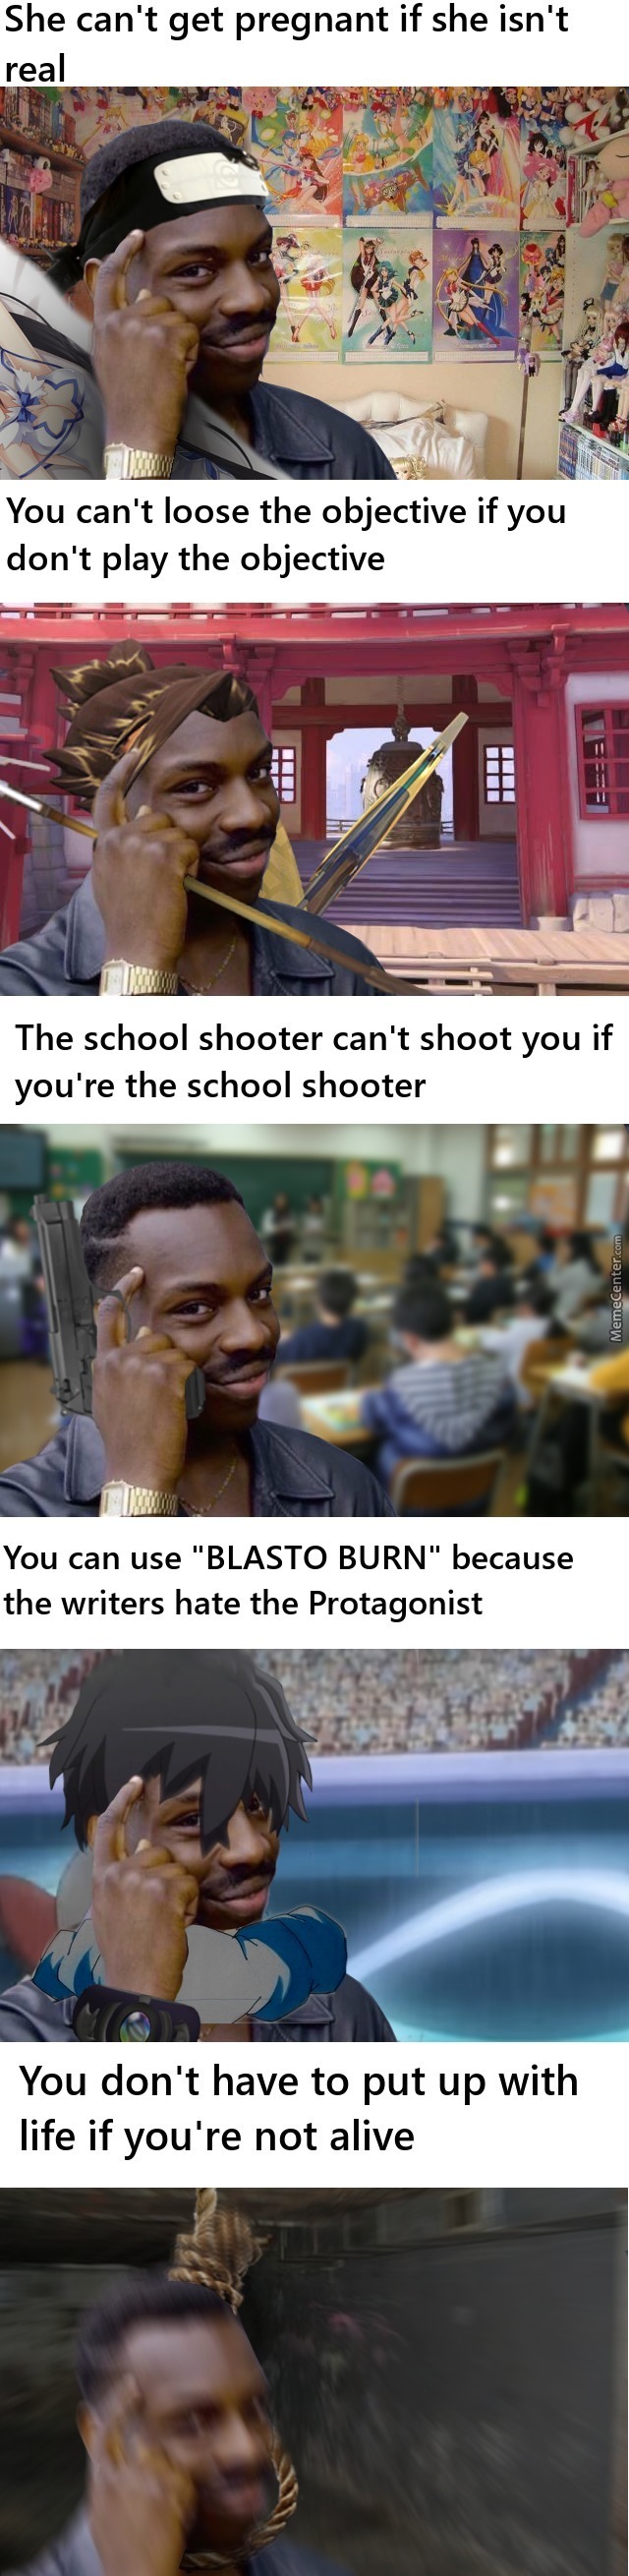 She can't get pregnant if she isn't
real
You can't loose the objective if you
don't play the objective
The school shooter can't shoot you if
you're the school shooter
MemeCenter.com
You can use "BLASTO BURN" because
the writers hate the Protagonist
You don't have to put up with
life if you're not alive